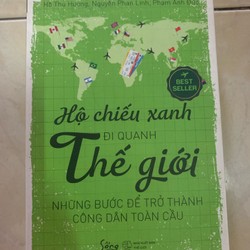 Hồ Thu Hương, Nguyễn Phan Linh, Phạm Anh Đức
BEST
SELLER
Hộ chiếu xanh
ĐI QUANH
Thế giới
NHỮNG BƯỚC ĐỂ TRỞ THÀNH
CÔNG DÂN TOÀN CẦU
Sống